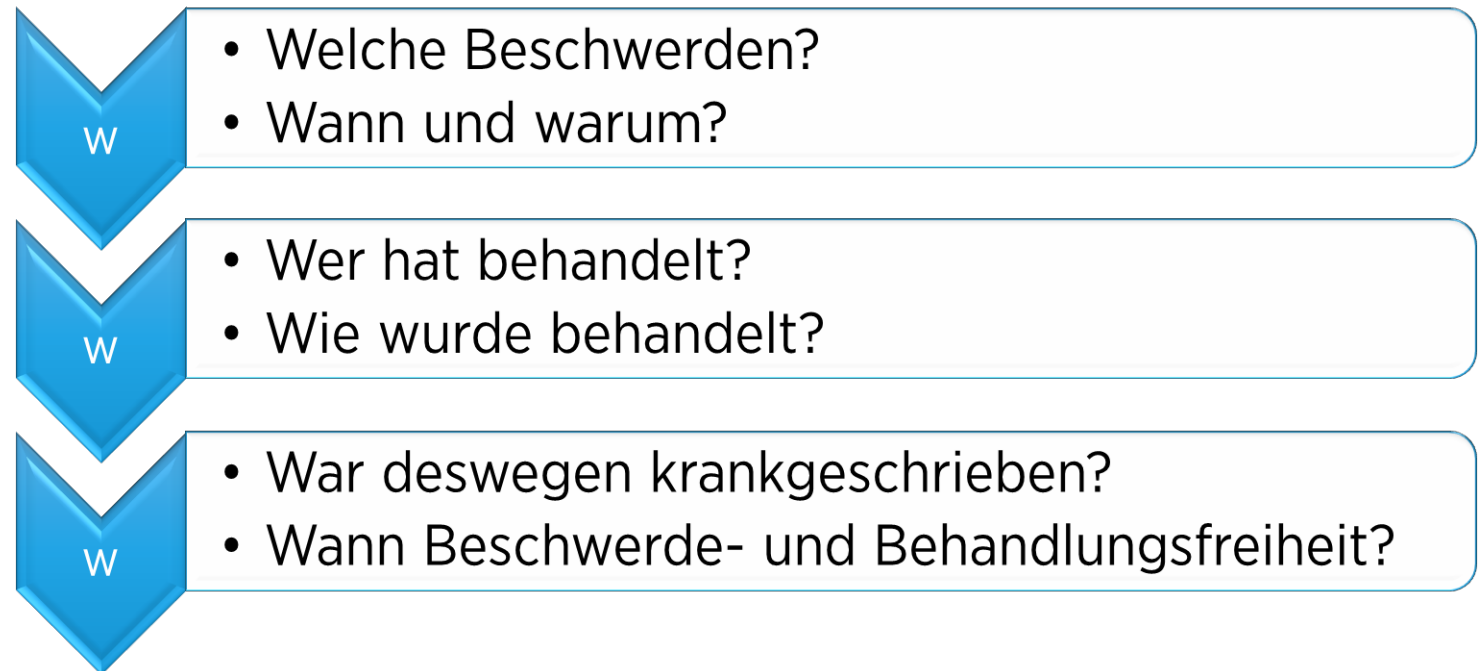 W
• Welche Beschwerden?
• Wann und warum?
W
• Wer hat behandelt?
• Wie wurde behandelt?
W
• War deswegen krankgeschrieben?
• Wann Beschwerde- und Behandlungsfreiheit?